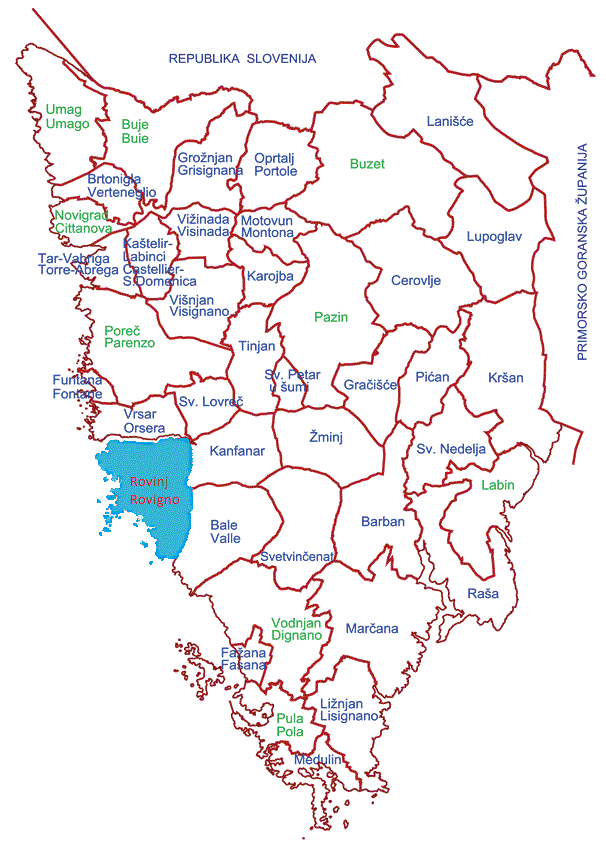 REPUBLIKA SLOVENIJA
Umag
Umago
Buje
Buie
Lanišće
Grožnjan
Grisignana
Oprtalj
Portole
Buzet
PRIMORSKO GORANSKA ŽUPANIJA
Brtonigla
Verteneglio
Novigrad
Cittanova
Vižinada
Visinada
Motovun
Montona
Lupoglav
Kaštelir-
Labinci
Castellier-
S.Domenica
Tar-Vabriga
Torre-Abrega
Karojba
Cerovlje
Višnjan
Visignano
Pazin
Poreč
Parenzo
Tinjan
Sv. Petar
u šumi
Gračišće
Pićan
Kršan
Funtana
Fontane
Sv. Lovreč
Vrsar
Orsera
Kanfanar
Žminj
Sv. Nedelja
Rovinj
Rovigno
Labin
Bale
Valle
Barban
Svetvinčenat
Raša
Vodnjan
Dignano
Marčana
Fažana
Fasana
Ližnjan
Lisignano
Pula
Pola
Medulin